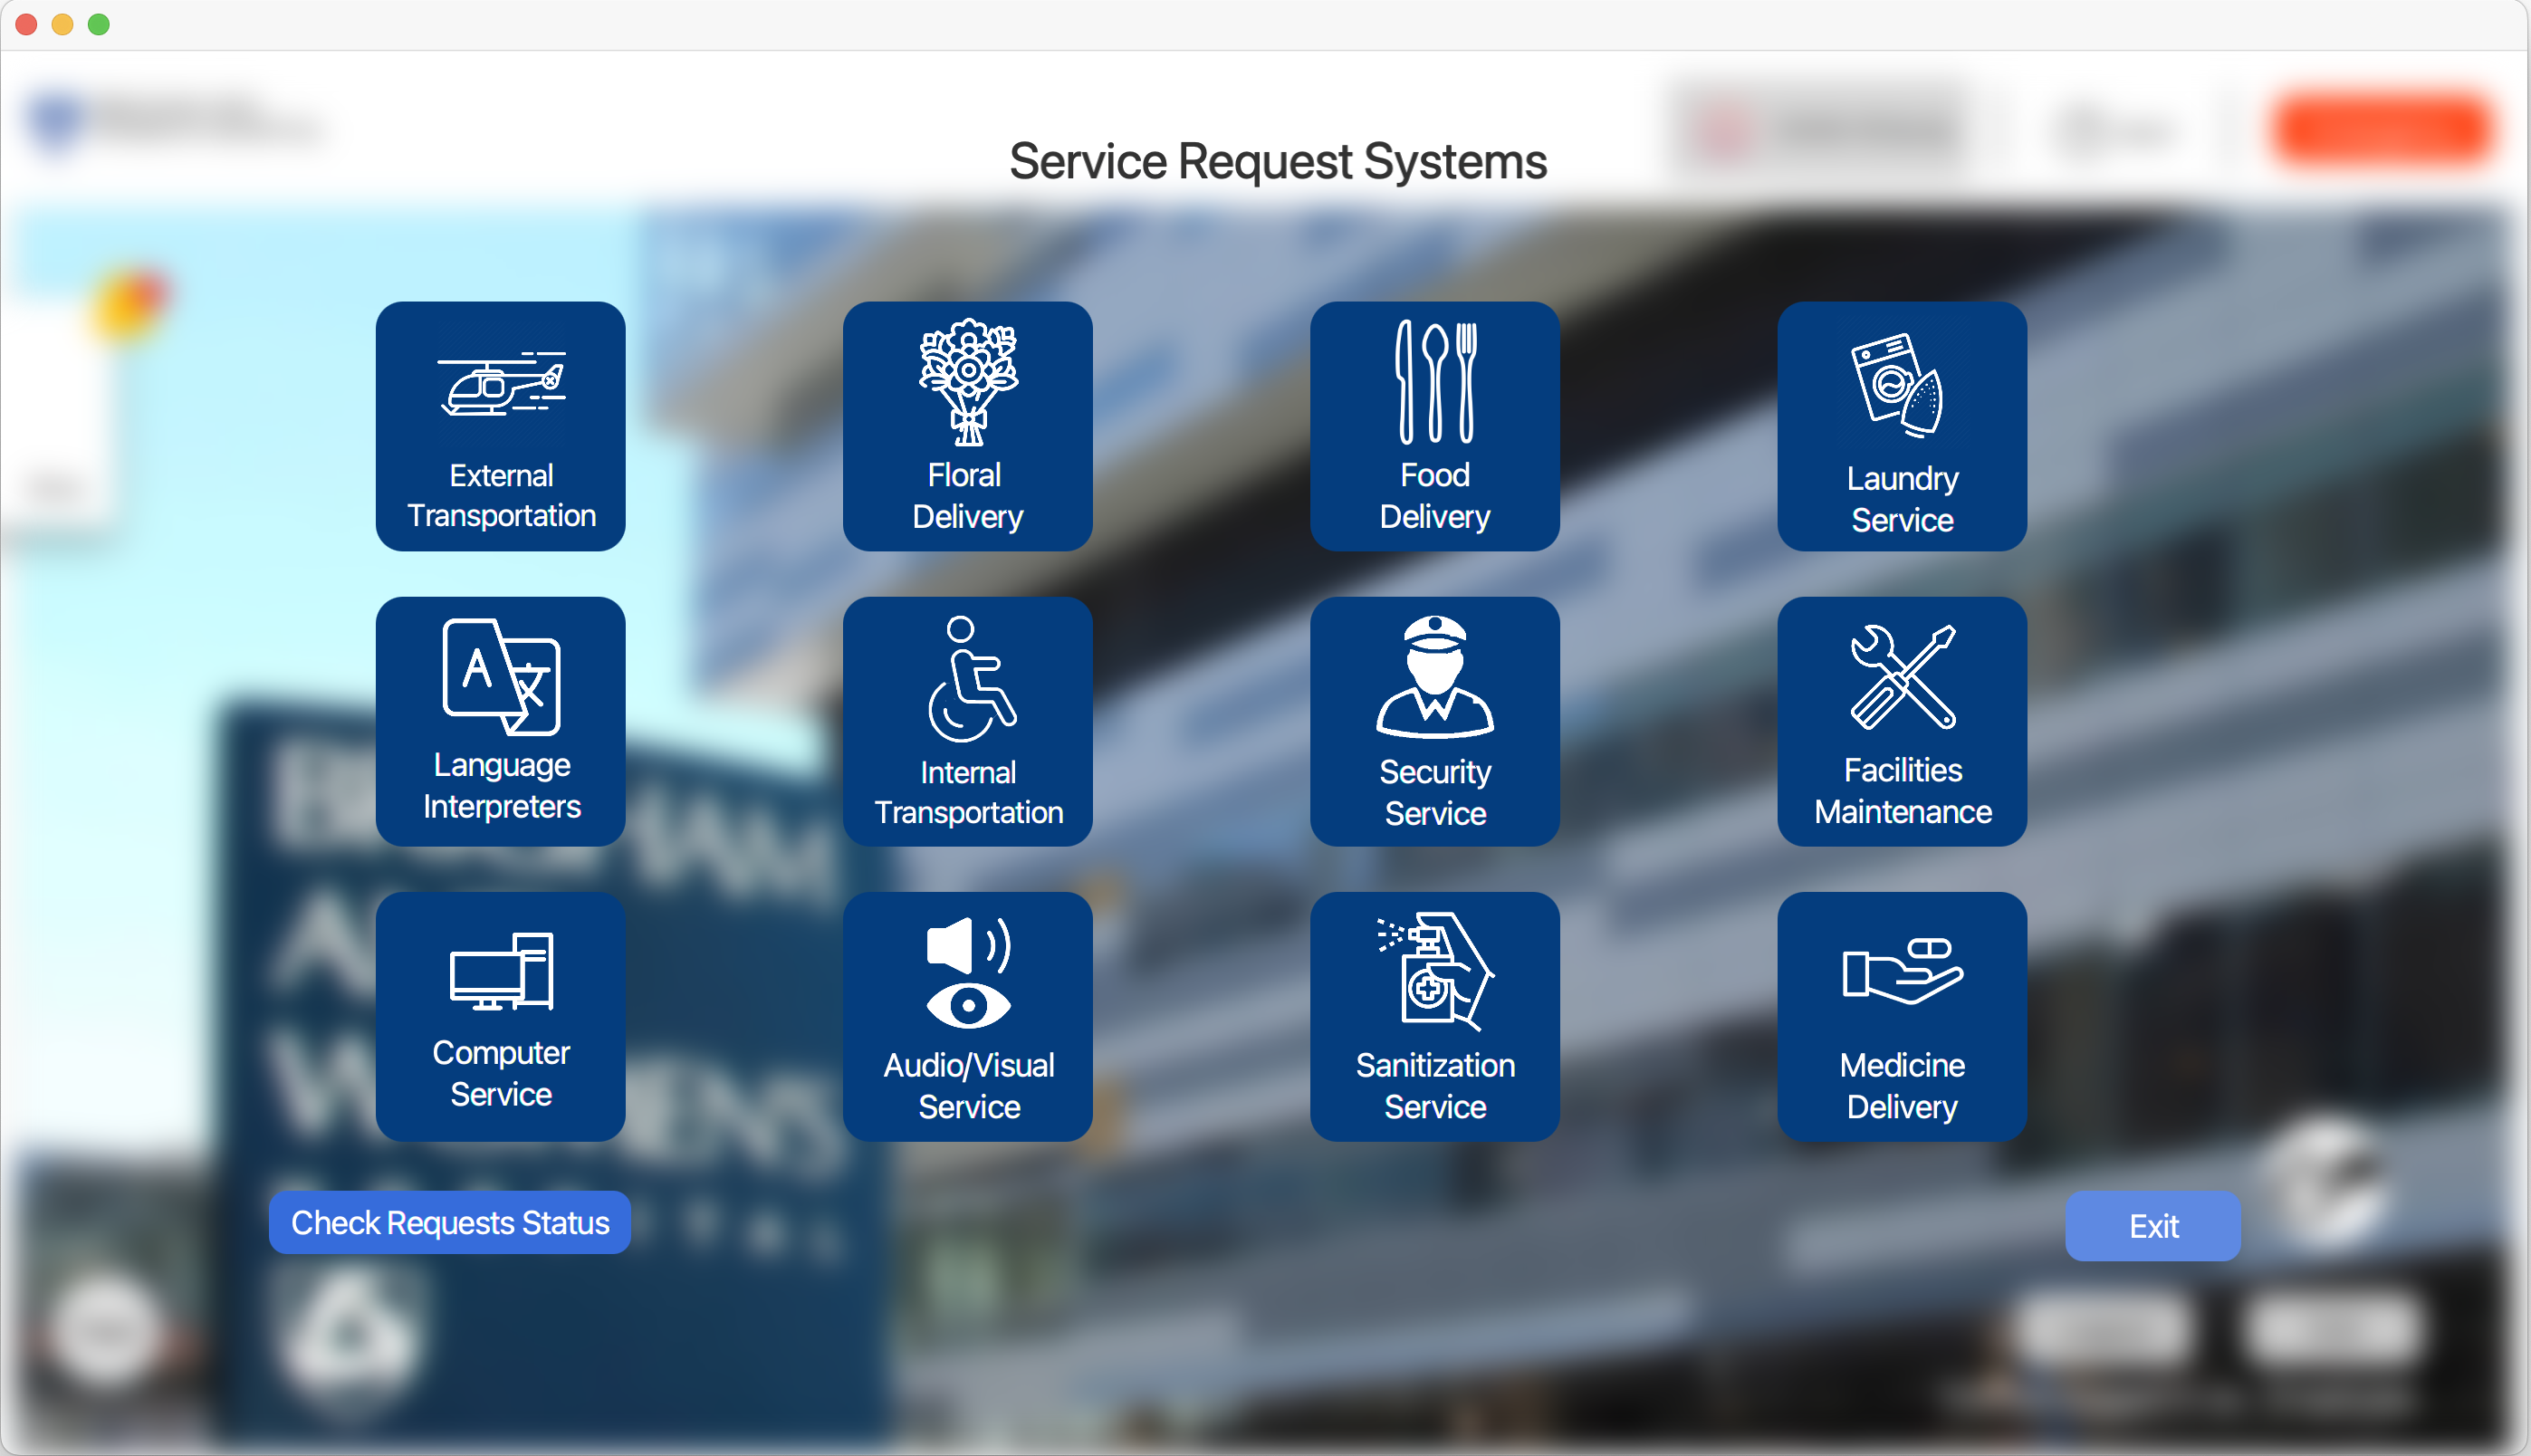 Service Request Systems
External
Transportation
Floral
Delivery
Food
Delivery
Laundry
Service
A 文
Language
Interpreters
Internal
Transportation
Security
Service
Facilities
Maintenance
Computer
Service
Audio/Visual
Service
Sanitization
Service
Medicine
Delivery
Check Requests Status
Exit